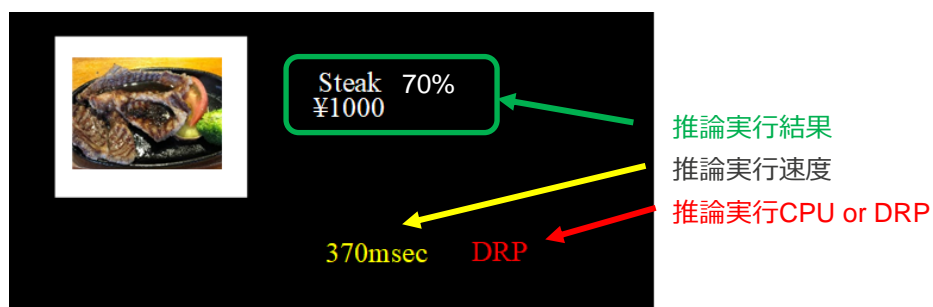 Steak 70%
¥1000
推論実行結果
推論実行速度
推論実行CPU or DRP
370msec DRP